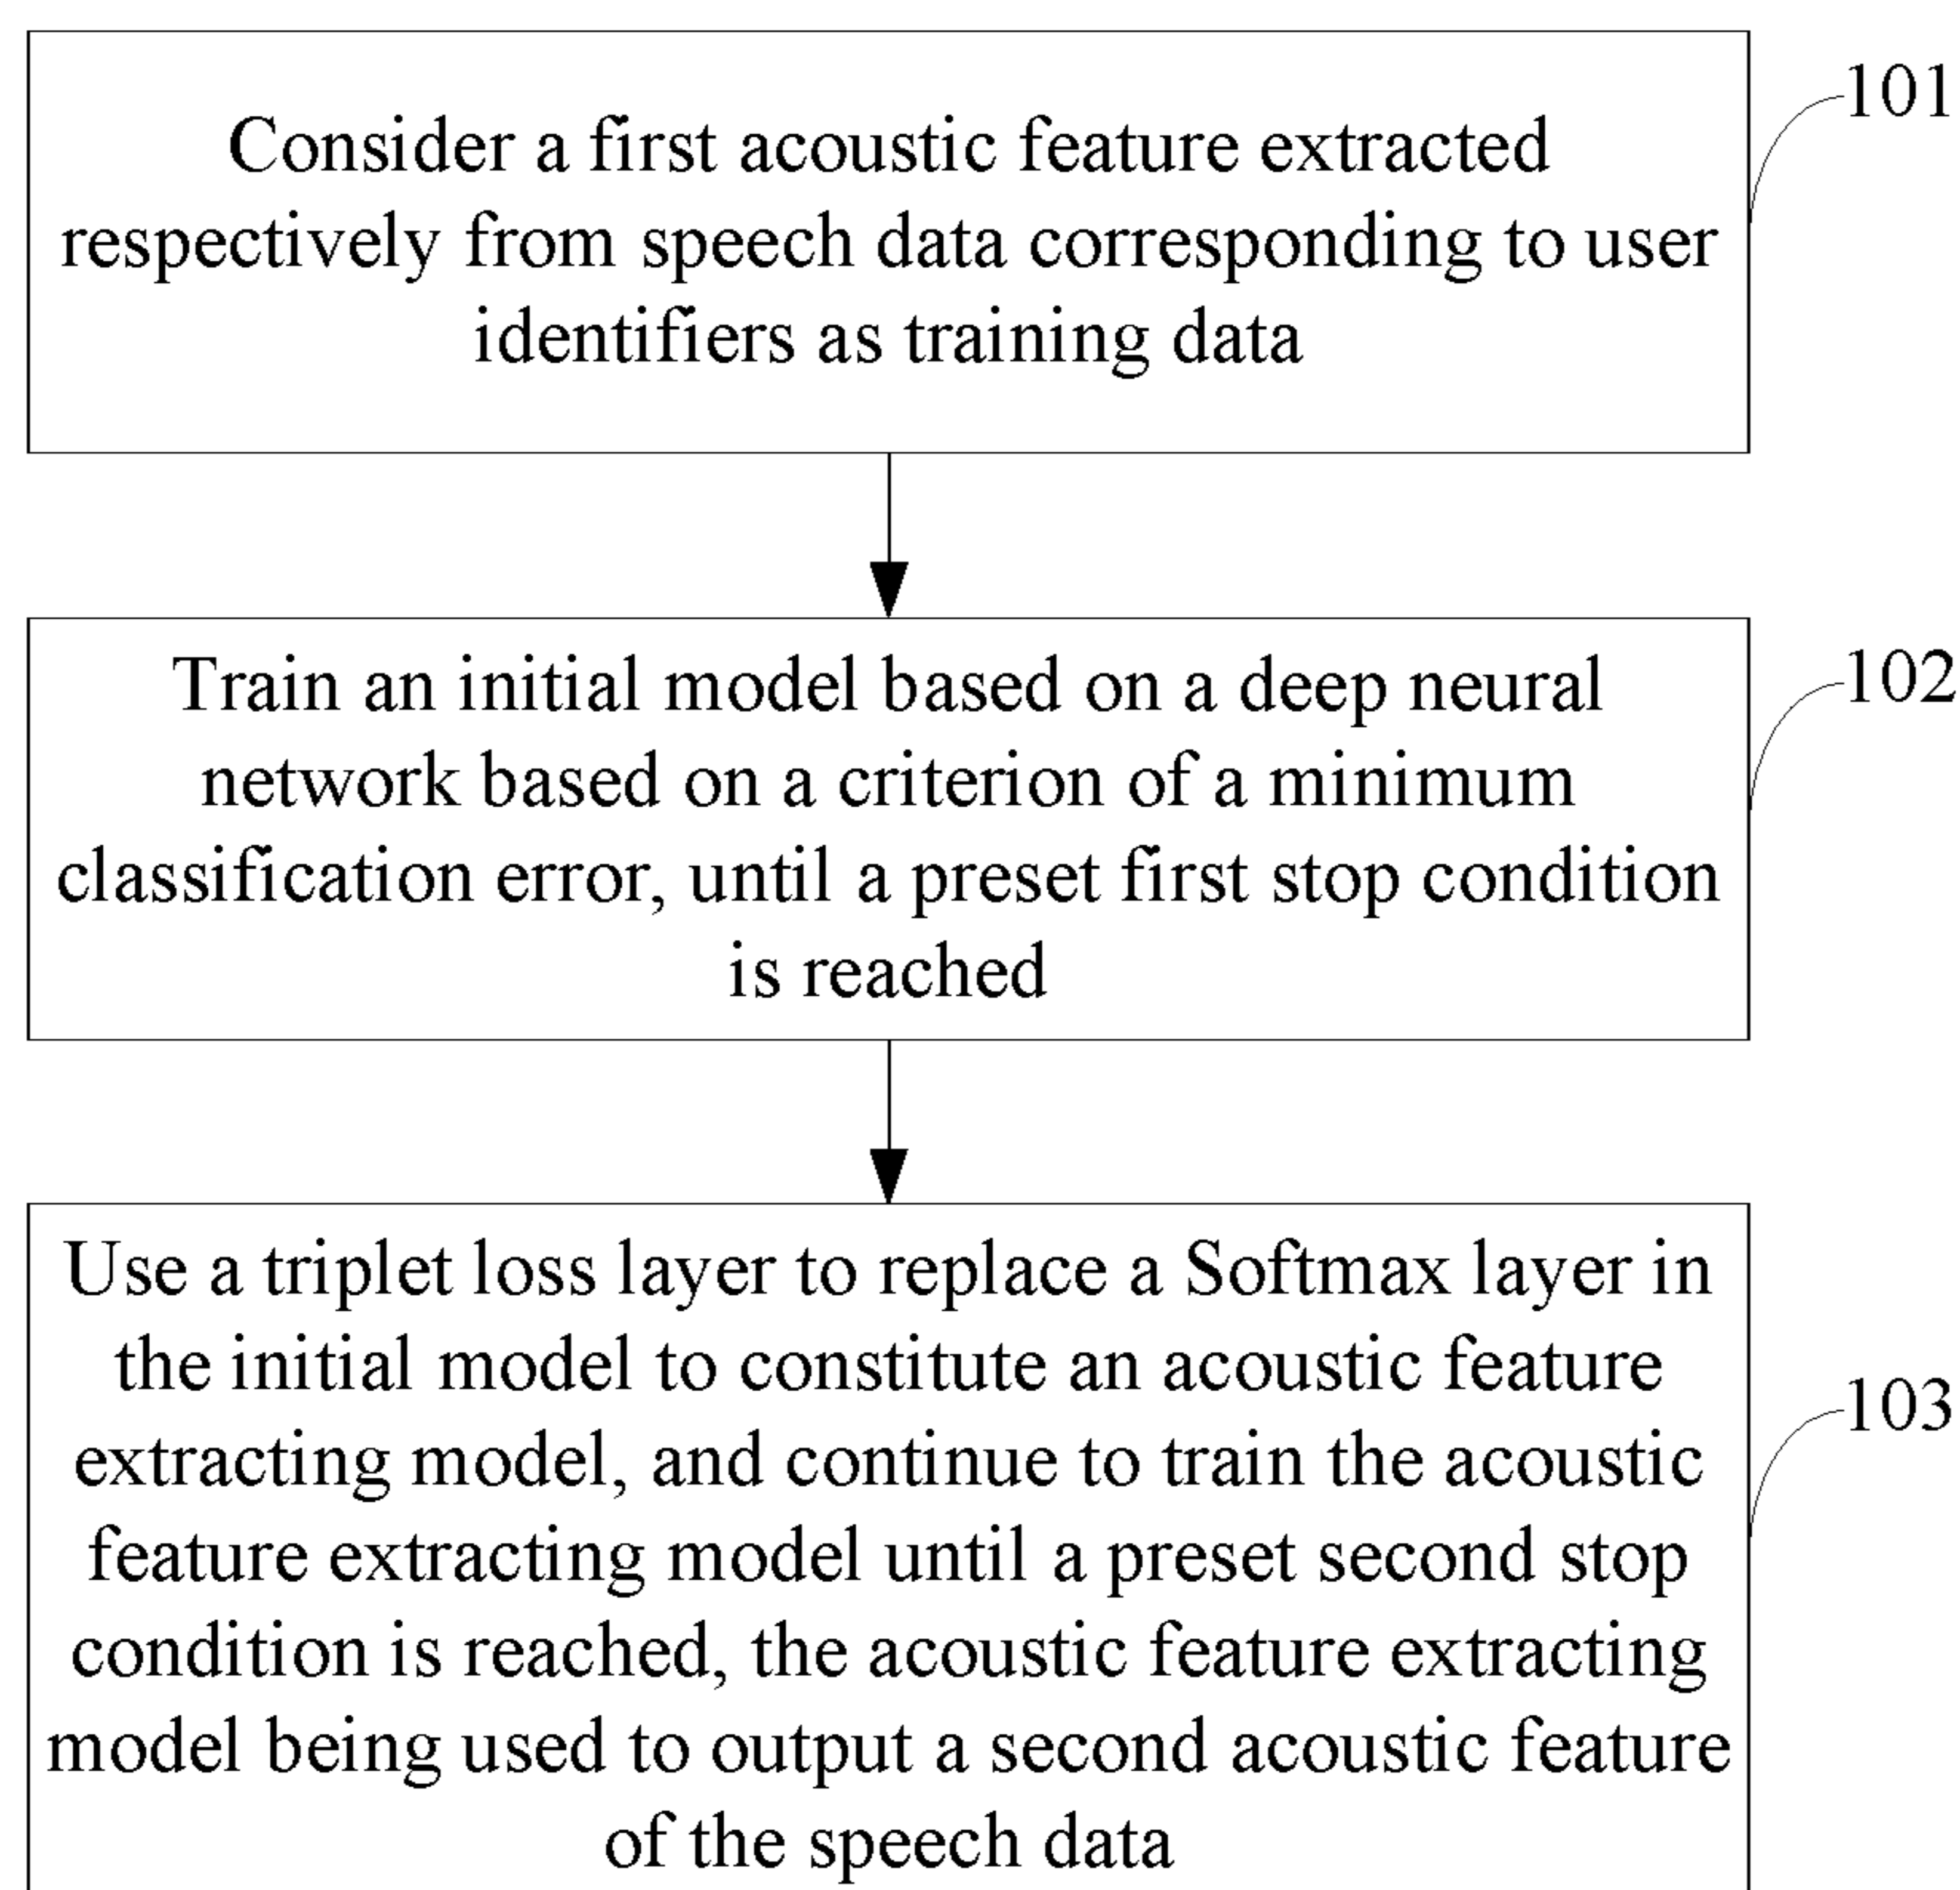 Consider a first acoustic feature extracted
respectively from speech data corresponding to user
identifiers as training data
101
Train an initial model based on a deep neural
network based on a criterion of a minimum
classification error, until a preset first stop condition
is reached
102
Use a triplet loss layer to replace a Softmax layer in
the initial model to constitute an acoustic feature
extracting model, and continue to train the acoustic
feature extracting model until a preset second stop
condition is reached, the acoustic feature extracting
model being used to output a second acoustic feature
of the speech data
103